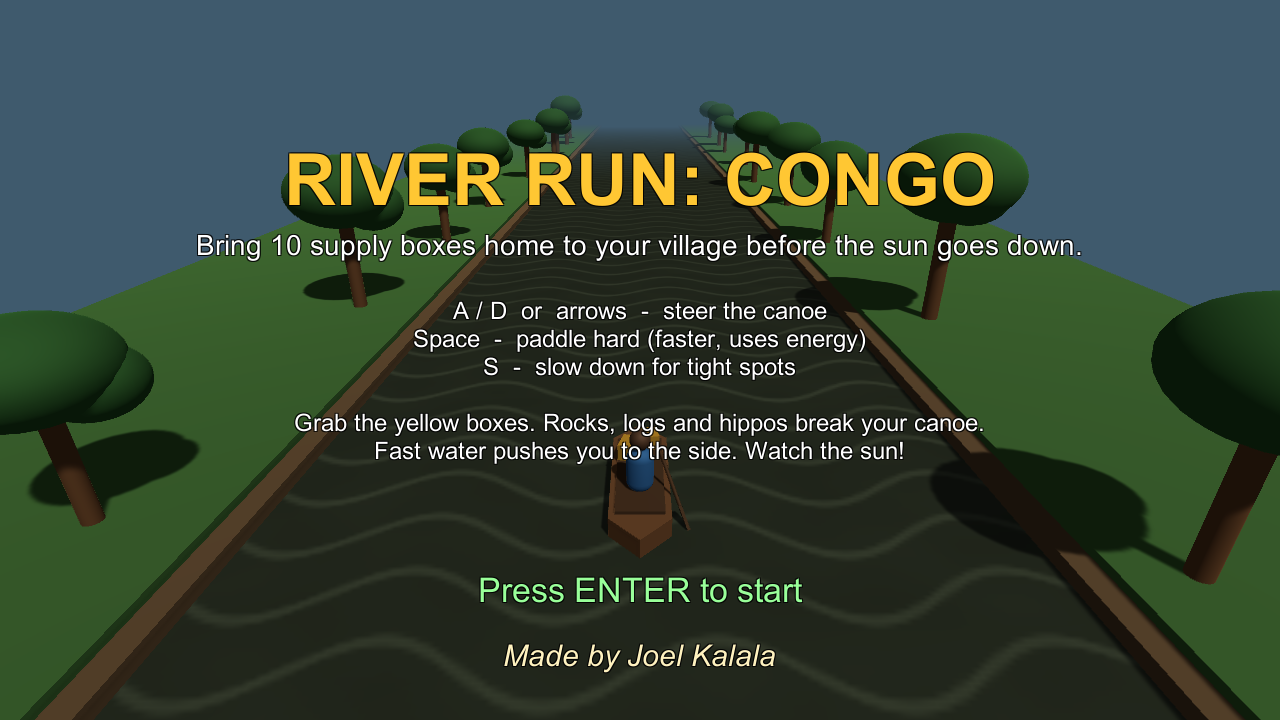 RIVER RUN: CONGO
Bring 10 supply boxes home to your village before the sun goes down.
A / D  or  arrows  -  steer the canoe
Space  -  paddle hard (faster, uses energy)
S  -  slow down for tight spots
Grab the yellow boxes. Rocks, logs and hippos break your canoe.
Fast water pushes you to the side. Watch the sun!
Press ENTER to start
Made by Joel Kalala